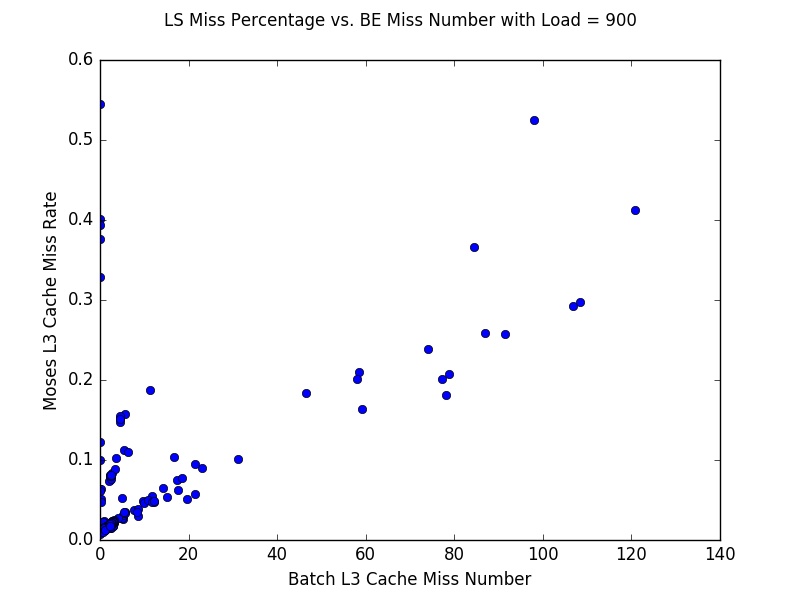 LS Miss Percentage vs. BE Miss Number with Load = 900
0.6
0.5
0.4
0.3
0.2
0.1
0.0
Moses L3 Cache Miss Rate
0 20 40 60 80 100 120 140
Batch L3 Cache Miss Number